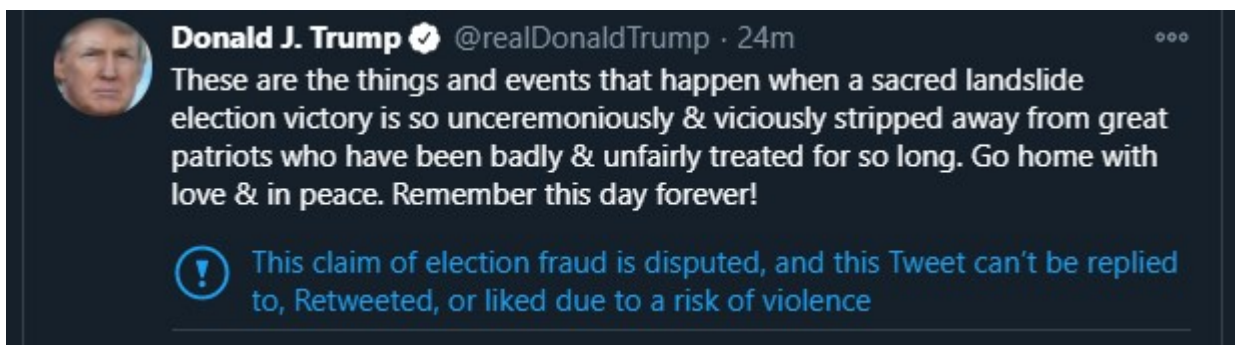 Donald J. Trump @realDonaldTrump · 24m
These are the things and events that happen when a sacred landslide
election victory is so unceremoniously & viciously stripped away from great
patriots who have been badly & unfairly treated for so long. Go home with
love & in peace. Remember this day forever!
This claim of election fraud is disputed, and this Tweet can't be replied
to, Retweeted, or liked due to a risk of violence